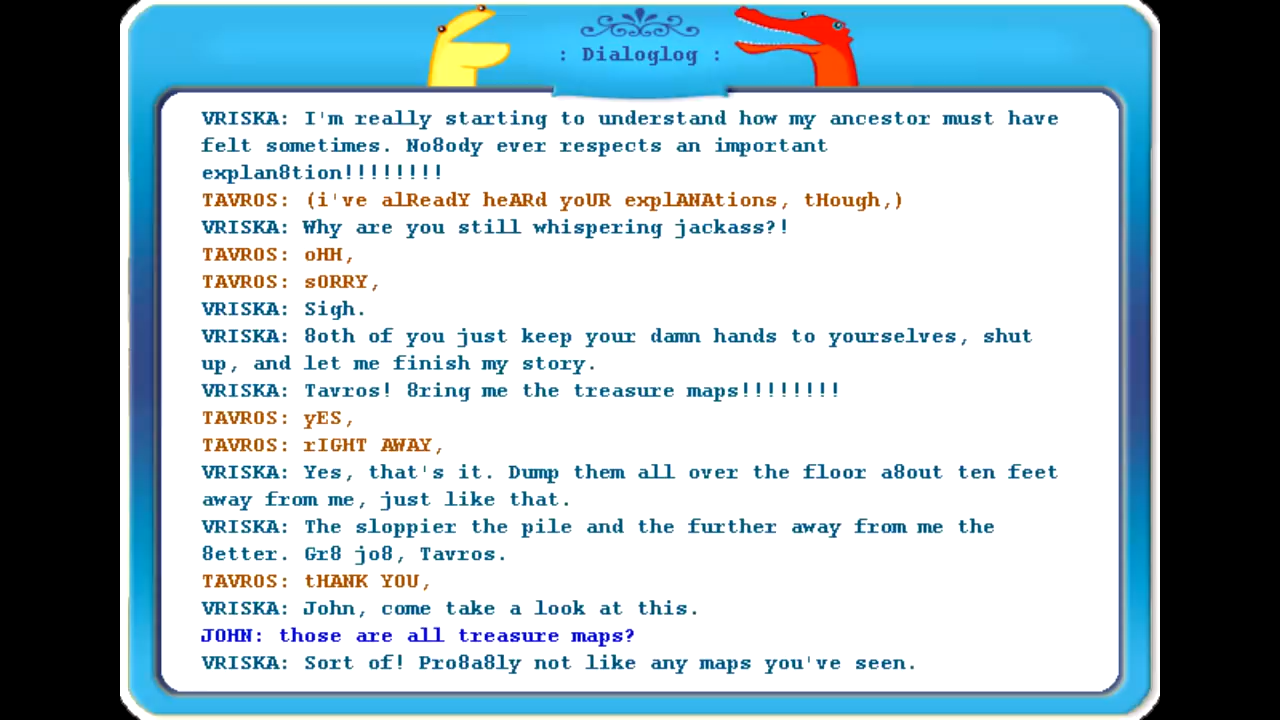 : Dialoglog :
VRISKA: I'm really starting to understand how my ancestor must have
felt sometimes. No8ody ever respects an important
explan8tion!!!!!!!!
TAVROS: (i've alReadY heARd yoUR explANAtions, tHough,)
VRISKA: Why are you still whispering jackass?!
TAVROS: oHH,
TAVROS: sORRY,
VRISKA: Sigh.
VRISKA: 8oth of you just keep your damn hands to yourselves, shut
up, and let me finish my story.
VRISKA: Tavros! 8ring me the treasure maps!!!!!!!!
TAVROS: yES,
TAVROS: rIGHT AWAY,
VRISKA: Yes, that's it. Dump them all over the floor a8out ten feet
away from me, just like that.
VRISKA: The sloppier the pile and the further away from me the
8etter. Gr8 jo8, Tavros.
TAVROS: tHANK YOU,
VRISKA: John, come take a look at this.
JOHN: those are all treasure maps?
VRISKA: Sort of! Pro8a8ly not like any maps you've seen.